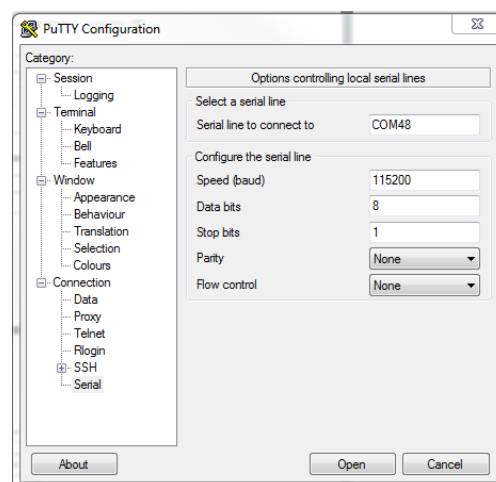 PuTTY Configuration
Category:
Session
Logging
Terminal
Keyboard
Bell
Features
Window
Appearance
Behaviour
Translation
Selection
Colours
Connection
Data
Proxy
Telnet
Rlogin
SSH
Serial
Options controlling local serial lines
Select a serial line
Serial line to connect to COM48
Configure the serial line
Speed (baud) 115200
Data bits 8
Stop bits 1
Parity None
Flow control None
About Open Cancel